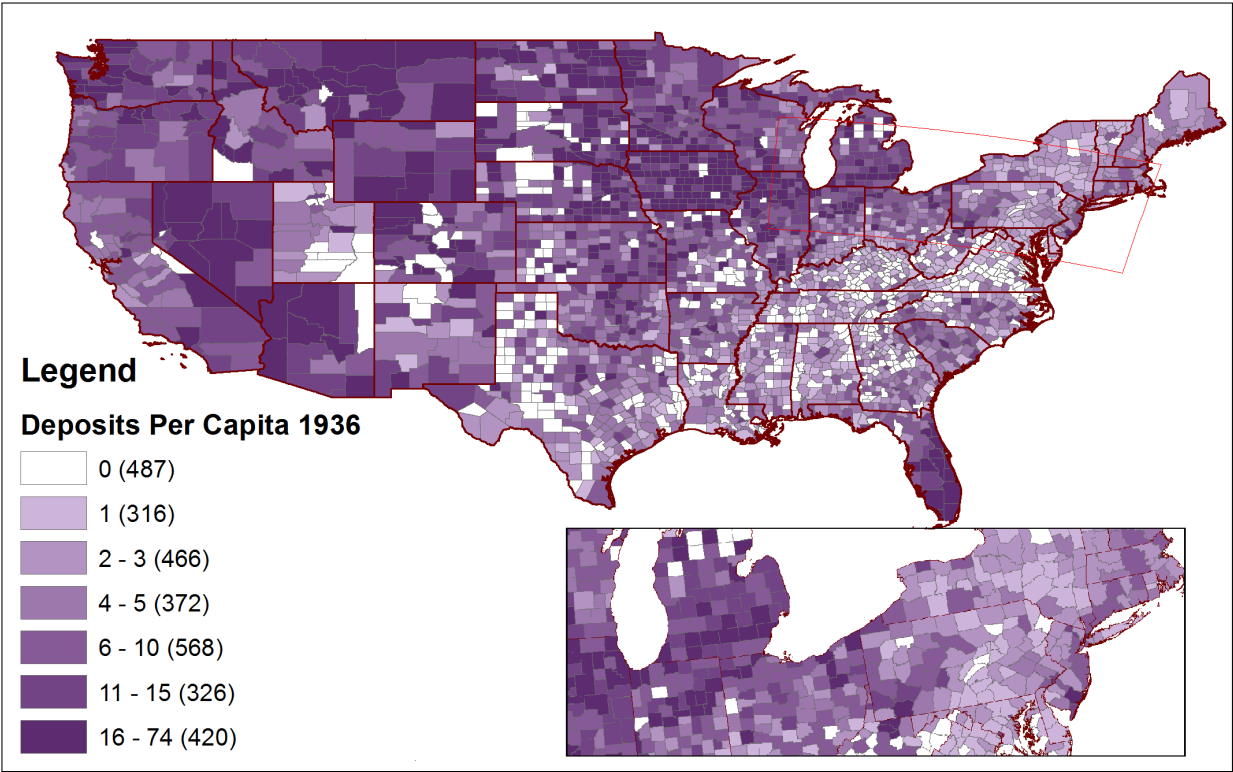 Legend
Deposits Per Capita 1936
0 (487)
1 (316)
2 - 3 (466)
4 - 5 (372)
6 - 10 (568)
11 - 15 (326)
16 - 74 (420)